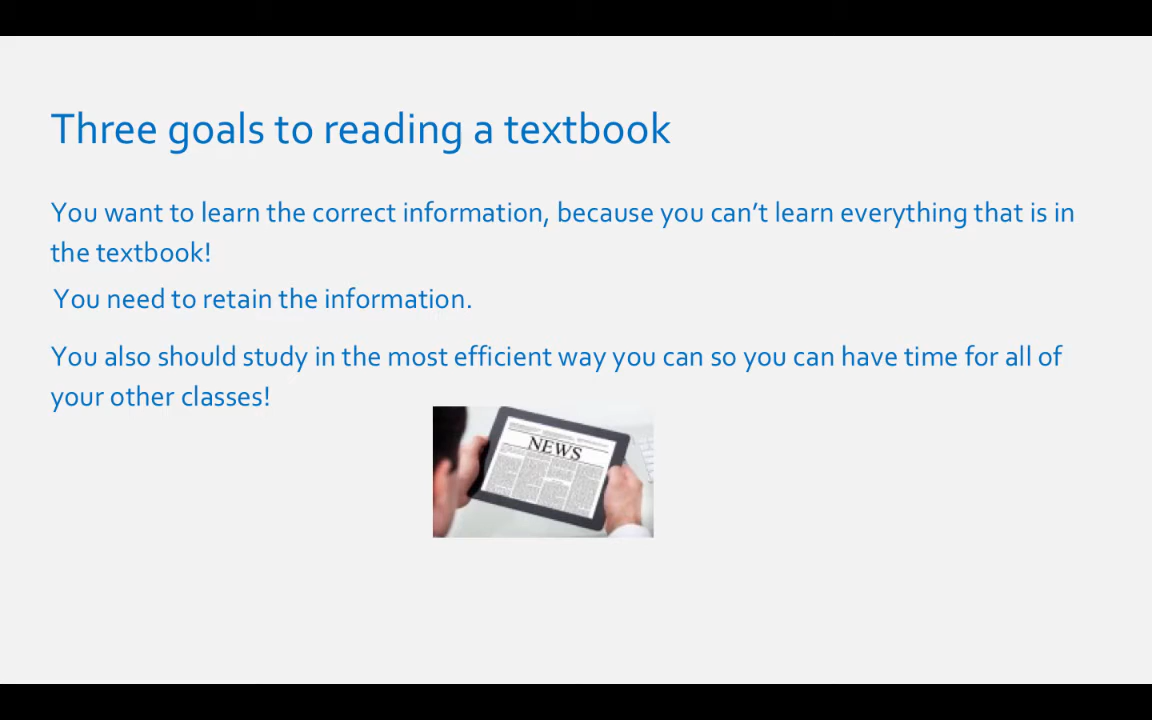 Three goals to reading a textbook
You want to learn the correct information, because you can’t learn everything that is in
the textbook!
You need to retain the information.
You also should study in the most efficient way you can so you can have time for all of
your other classes!
NEWS